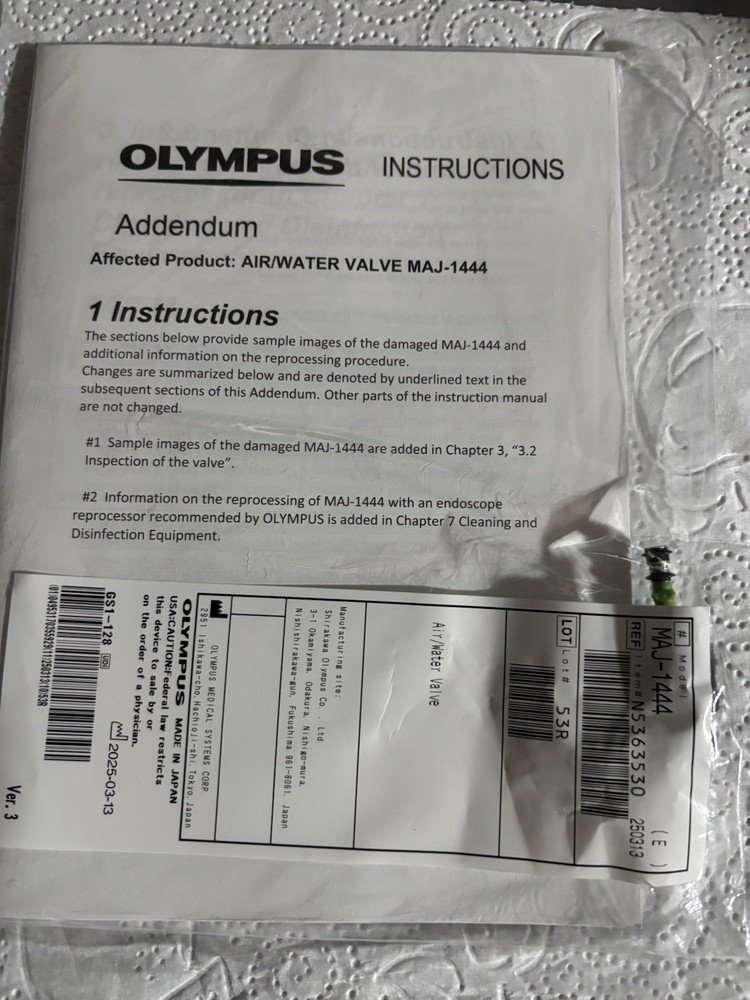 OLYMPUS INSTRUCTIONS
Addendum
Affected Product: AIR/WATER VALVE MAJ-1444
1 Instructions
The sections below provide sample images of the damaged MAJ-1444 and
additional information on the reprocessing procedure.
Changes are summarized below and are denoted by underlined text in the
subsequent sections of this Addendum. Other parts of the instruction manual
are not changed.
#1 Sample images of the damaged MAJ-1444 are added in Chapter 3, “3.2
Inspection of the valve”.
#2 Information on the reprocessing of MAJ-1444 with an endoscope
reprocessor recommended by OLYMPUS is added in Chapter 7 Cleaning and
Disinfection Equipment.
# Model
MAJ-1444 (E)
REF Item# N5363530 250313
LOT Lot# 53R
Air/Water Valve
Manufacturing site:
Shirakawa Olympus Co., Ltd.
3-1 Okamiyama, Odakura, Nishigo-mura,
Nishishirakawa-gun, Fukushima 961-8061, Japan
OLYMPUS MEDICAL SYSTEMS CORP.
2951 Ishikawa-cho, Hachioji-shi, Tokyo, Japan
OLYMPUS MADE IN JAPAN
USA:CAUTION:Federal law restricts
this device to sale by or
on the order of a physician.
2025-03-13
GS1-128 UDI
Ver. 3